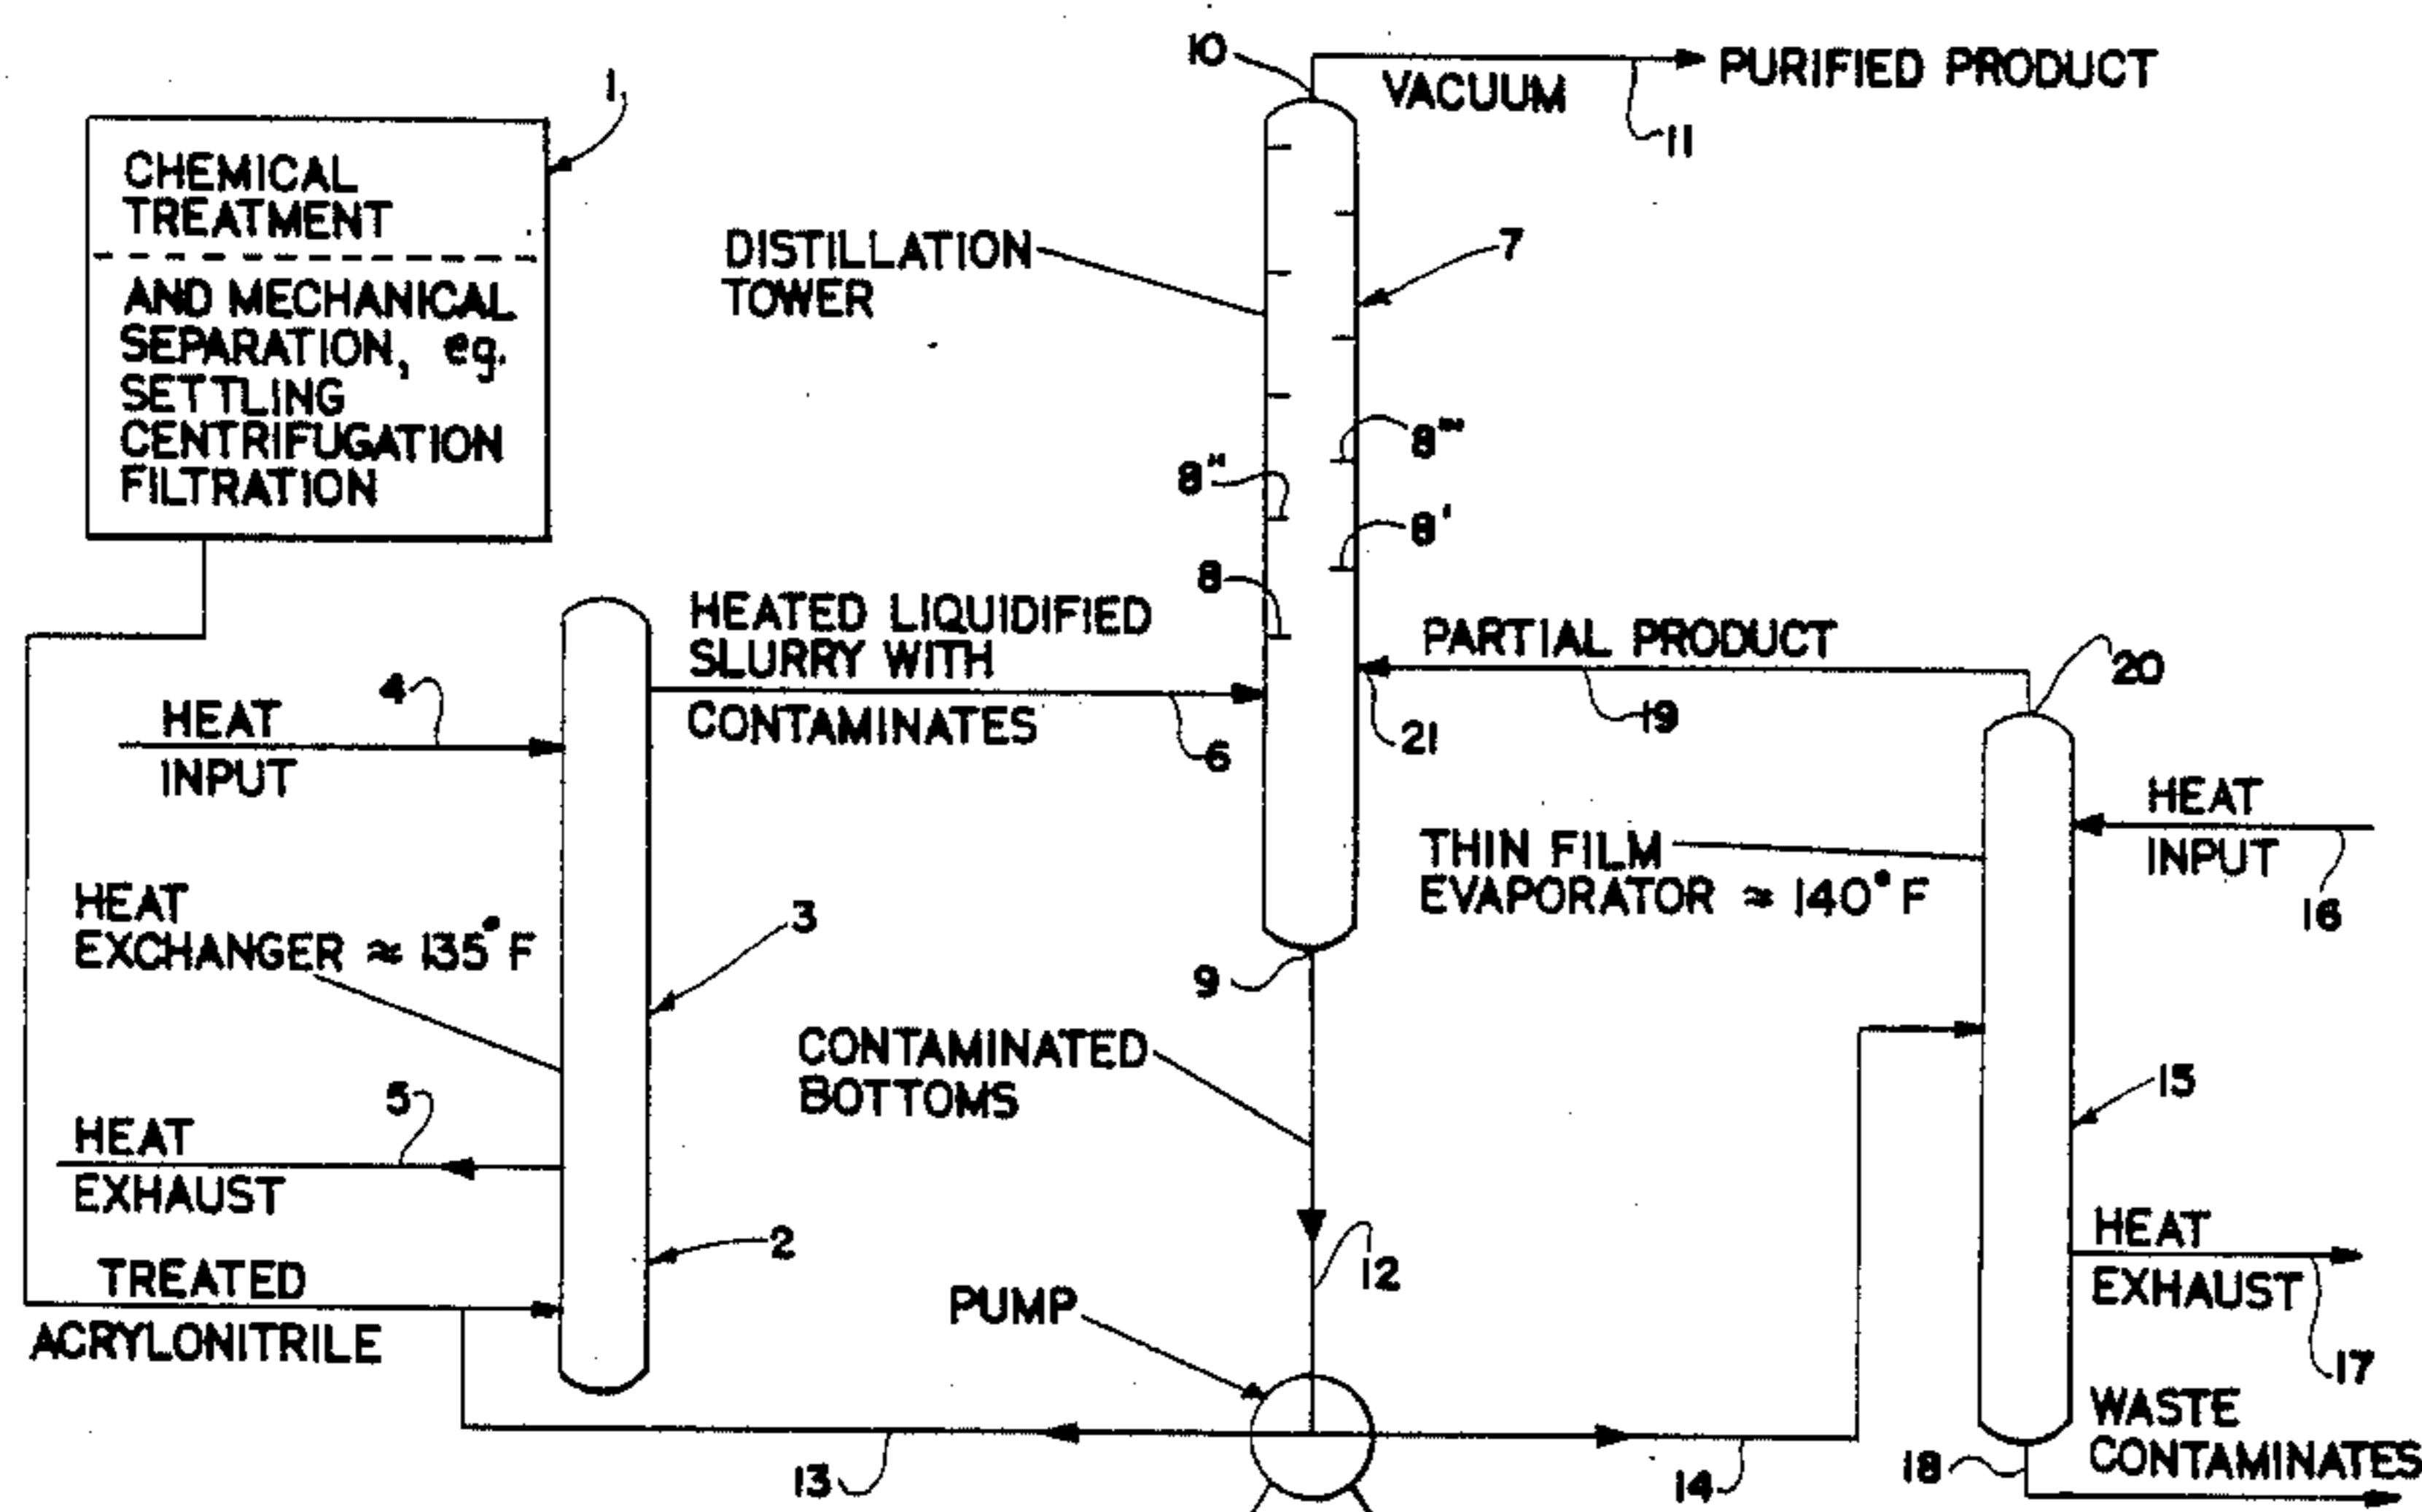 10
VACUUM
PURIFIED PRODUCT
11
1
CHEMICAL
TREATMENT
AND MECHANICAL
SEPARATION, eg.
SETTLING
CENTRIFUGATION
FILTRATION
DISTILLATION
TOWER
7
8'''
8"
8'
8
HEATED LIQUIDIFIED
SLURRY WITH
CONTAMINATES
6
PARTIAL PRODUCT
19
20
21
4
HEAT
INPUT
HEAT
INPUT
16
THIN FILM
EVAPORATOR ≈ 140°F
HEAT
EXCHANGER ≈ 135°F
3
9
CONTAMINATED
BOTTOMS
15
5
HEAT
EXHAUST
2
12
HEAT
EXHAUST
17
TREATED
ACRYLONITRILE
PUMP
13
14
18
WASTE
CONTAMINATES